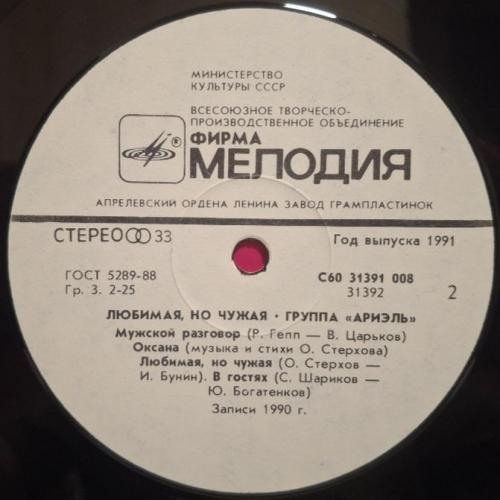 МИНИСТЕРСТВО
КУЛЬТУРЫ СССР
ВСЕСОЮЗНОЕ ТВОРЧЕСКО-
ПРОИЗВОДСТВЕННОЕ ОБЪЕДИНЕНИЕ
ФИРМА
® МЕЛОДИЯ
АПРЕЛЕВСКИЙ ОРДЕНА ЛЕНИНА ЗАВОД ГРАМПЛАСТИНОК
СТЕРЕО 33
Год выпуска 1991
ГОСТ 5289-88
Гр. 3. 2-25
С60 31391 008
31392
2
ЛЮБИМАЯ, НО ЧУЖАЯ · ГРУППА «АРИЭЛЬ»
Мужской разговор (Р. Гепп — В. Царьков)
Оксана (музыка и стихи О. Стерхова)
Любимая, но чужая (О. Стерхов —
И. Бунин). В гостях (С. Шариков —
Ю. Богатенков)
Записи 1990 г.